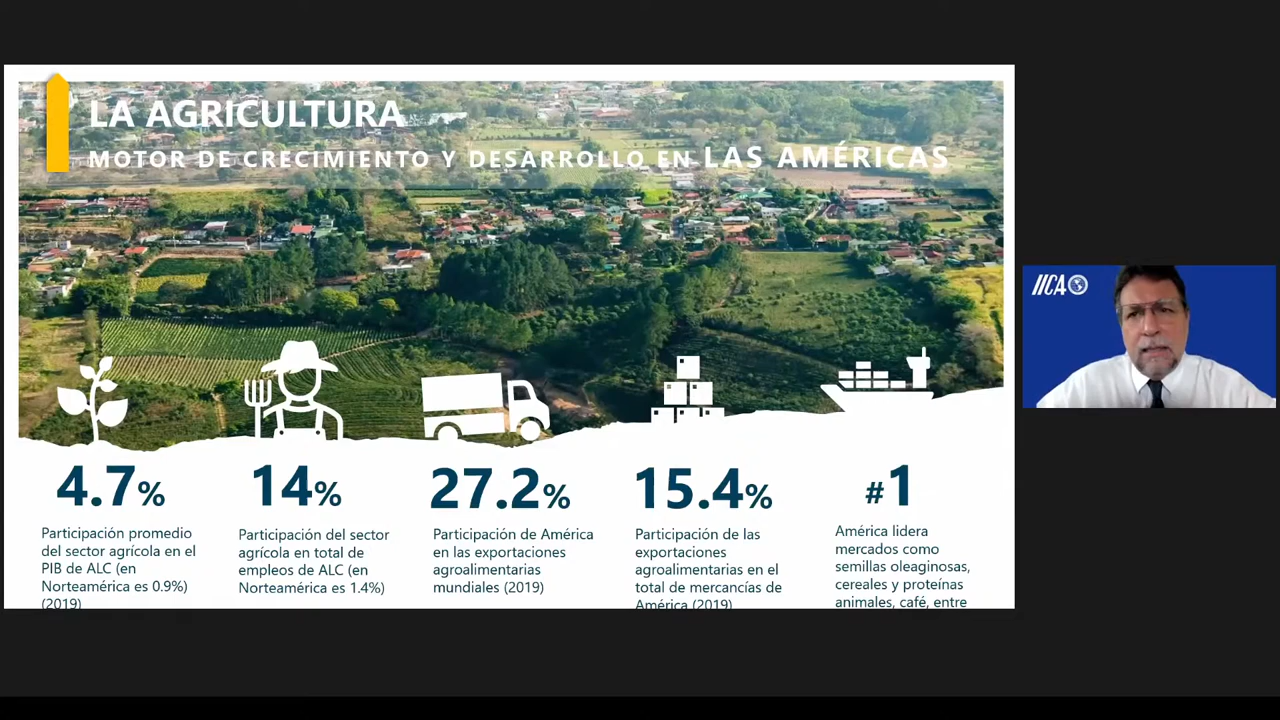 LA AGRICULTURA
MOTOR DE CRECIMIENTO Y DESARROLLO EN LAS AMÉRICAS
4.7%
Participación promedio
del sector agrícola en el
PIB de ALC (en
Norteamérica es 0.9%)
(2019)
14%
Participación del sector
agrícola en total de
empleos de ALC (en
Norteamérica es 1.4%)
27.2%
Participación de América
en las exportaciones
agroalimentarias
mundiales (2019)
15.4%
Participación de las
exportaciones
agroalimentarias en el
total de mercancías de
América (2019)
#1
América lidera
mercados como
semillas oleaginosas,
cereales y proteínas
animales, café, entre
IICA